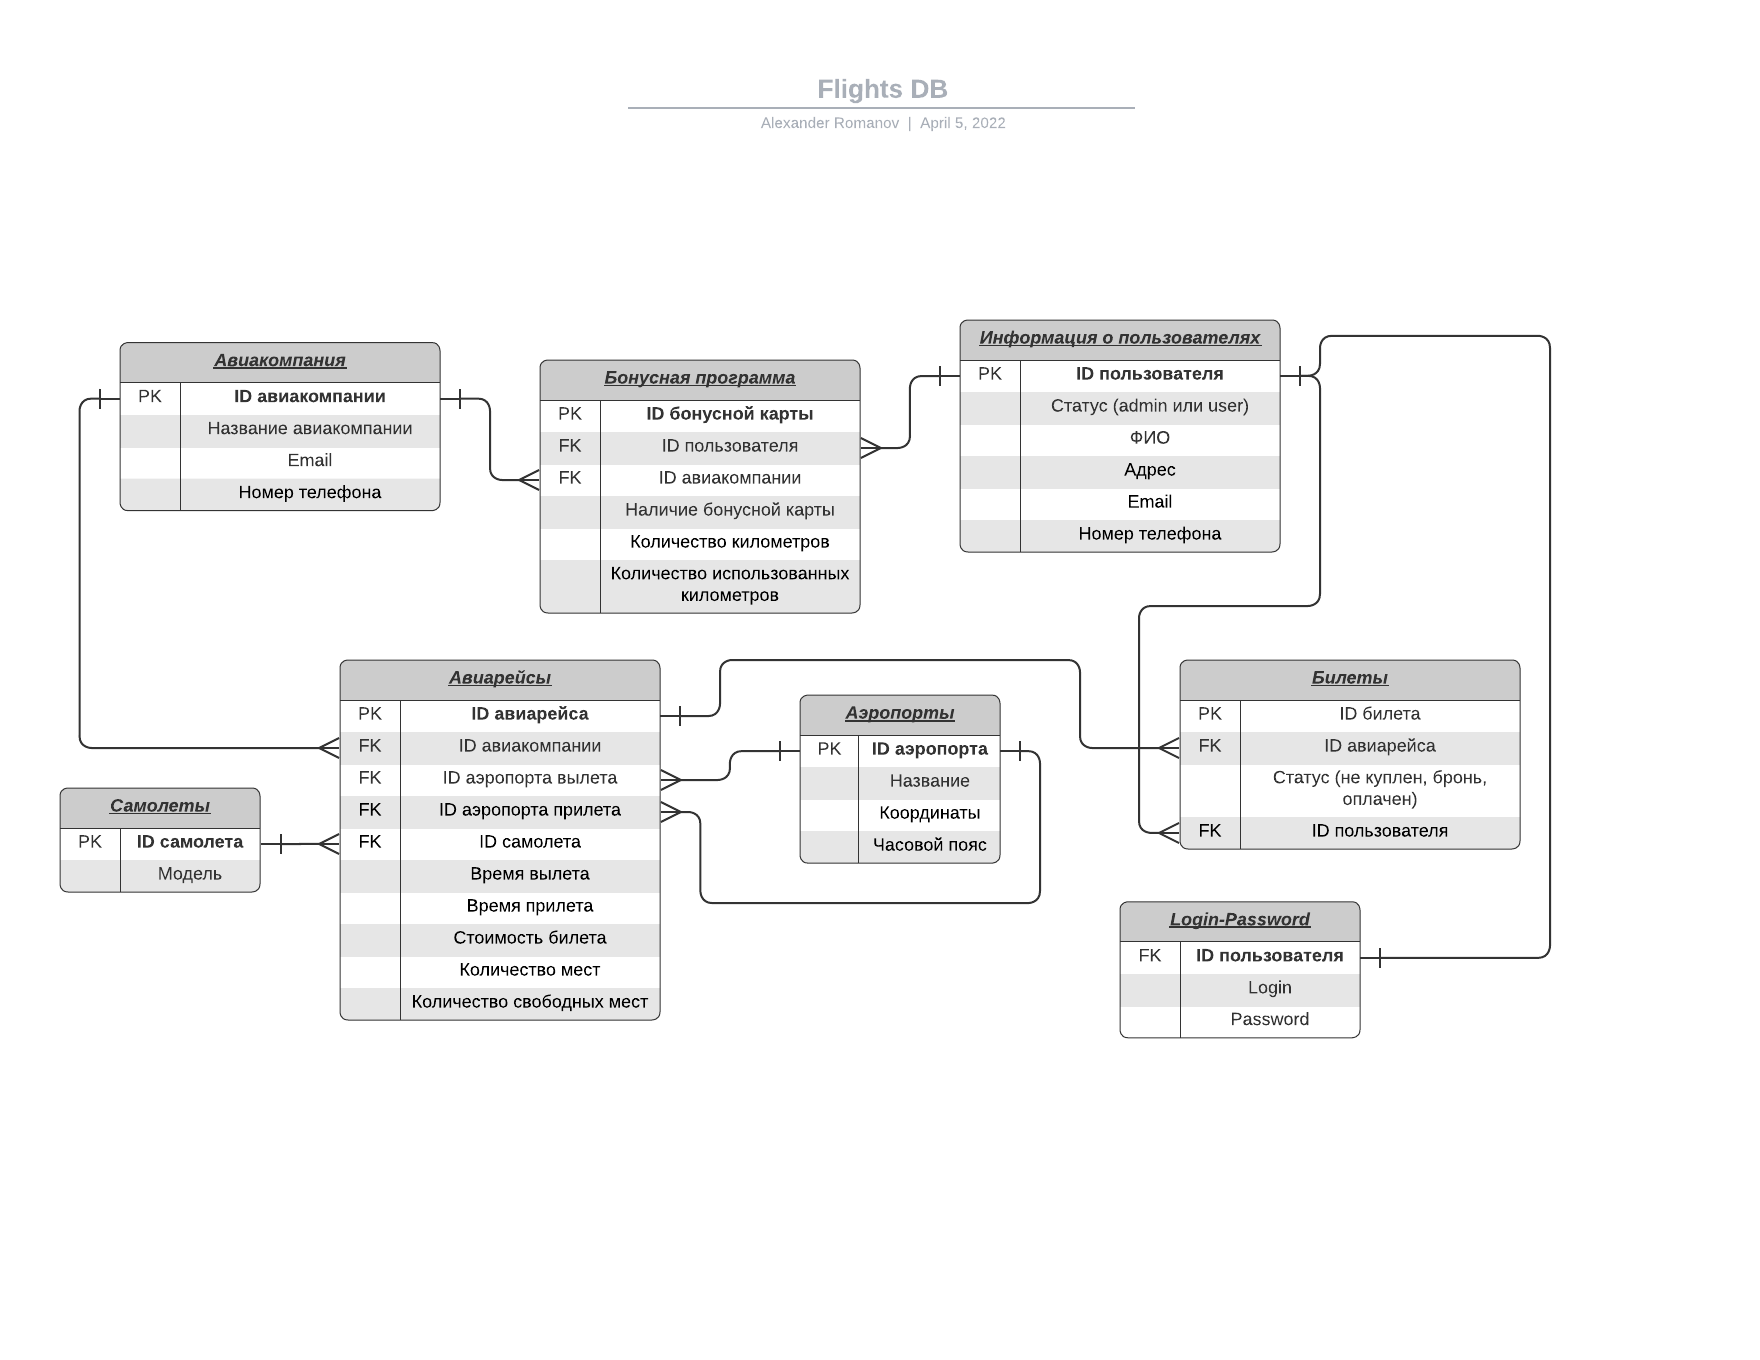 Flights DB
Alexander Romanov | April 5, 2022
Авиакомпания
PK ID авиакомпании
Название авиакомпании
Email
Номер телефона
Бонусная программа
PK ID бонусной карты
FK ID пользователя
FK ID авиакомпании
Наличие бонусной карты
Количество километров
Количество использованных
километров
Информация о пользователях
PK ID пользователя
Статус (admin или user)
ФИО
Адрес
Email
Номер телефона
Самолеты
PK ID самолета
Модель
Авиарейсы
PK ID авиарейса
FK ID авиакомпании
FK ID аэропорта вылета
FK ID аэропорта прилета
FK ID самолета
Время вылета
Время прилета
Стоимость билета
Количество мест
Количество свободных мест
Аэропорты
PK ID аэропорта
Название
Координаты
Часовой пояс
Билеты
PK ID билета
FK ID авиарейса
Статус (не куплен, бронь,
оплачен)
FK ID пользователя
Login-Password
FK ID пользователя
Login
Password